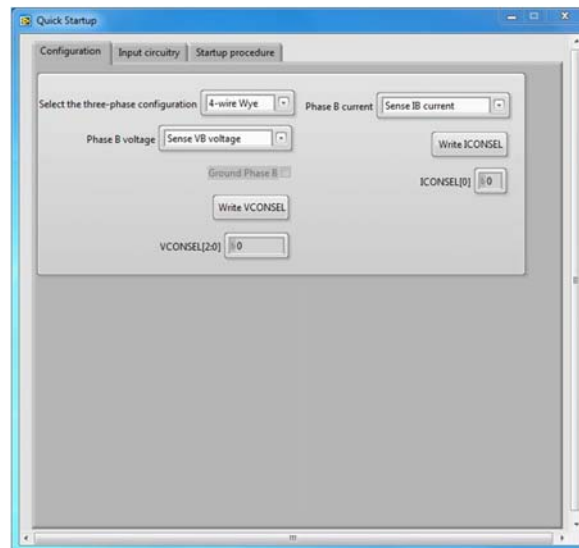 Quick Startup
Configuration
Input circuitry
Startup procedure
Select the three-phase configuration
4-wire Wye
Phase B voltage
Sense VB voltage
Ground Phase B
Write VCONSEL
VCONSEL[2:0]
0
Phase B current
Sense IB current
Write ICONSEL
ICONSEL[0]
0